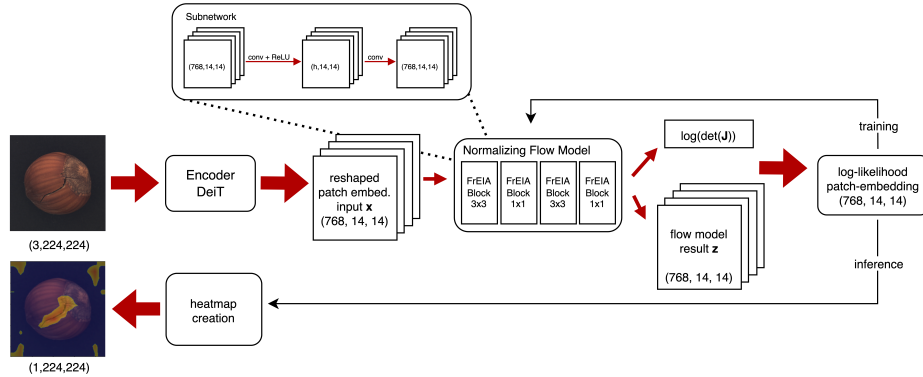 Subnetwork
(768,14,14)
conv + ReLU
(h,14,14)
conv
(768,14,14)
(3,224,224)
Encoder
DeiT
reshaped
patch embed.
input x
(768, 14, 14)
Normalizing Flow Model
FrEIA
Block
3x3
FrEIA
Block
1x1
FrEIA
Block
3x3
FrEIA
Block
1x1
log(det(J))
flow model
result z
(768, 14, 14)
training
log-likelihood
patch-embedding
(768, 14, 14)
inference
heatmap
creation
(1,224,224)